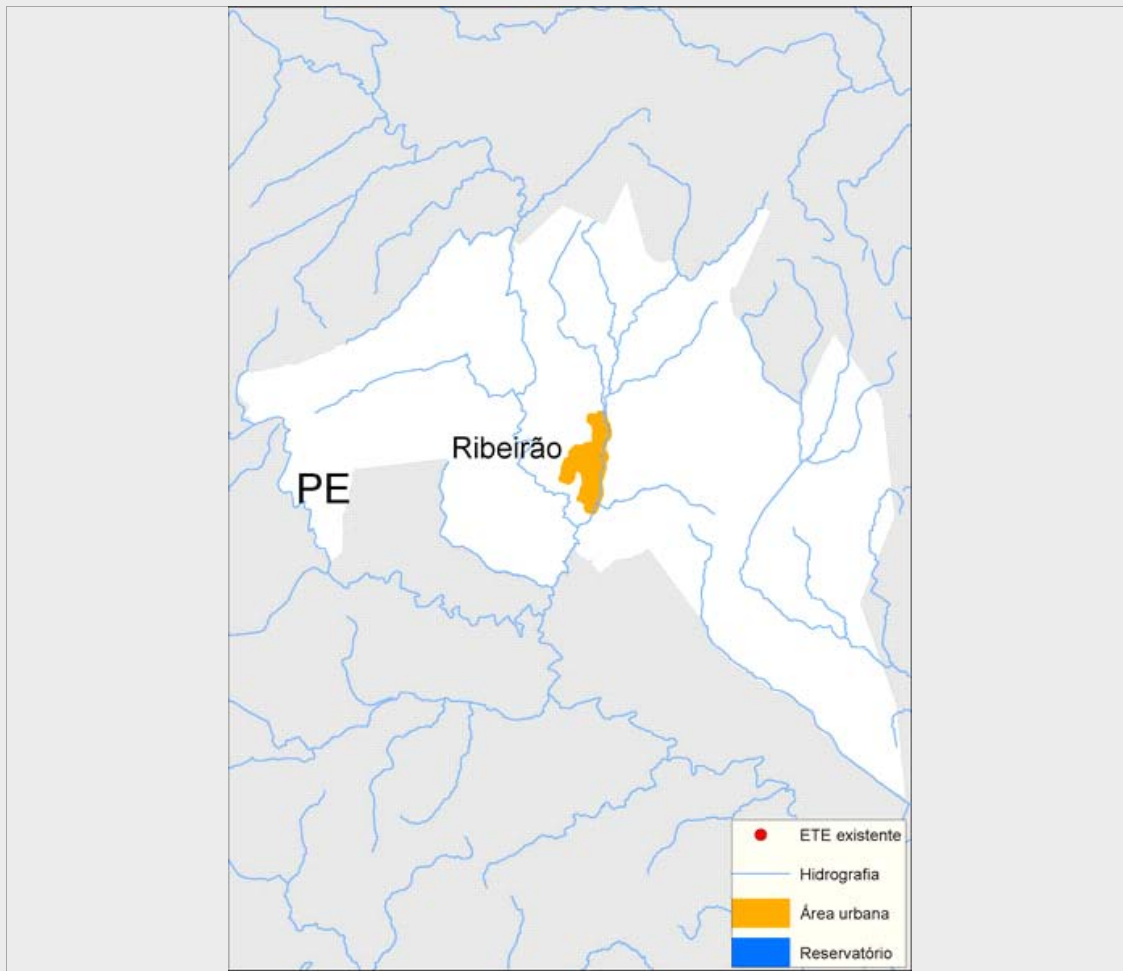 Ribeirão
PE
ETE existente
Hidrografia
Área urbana
Reservatório